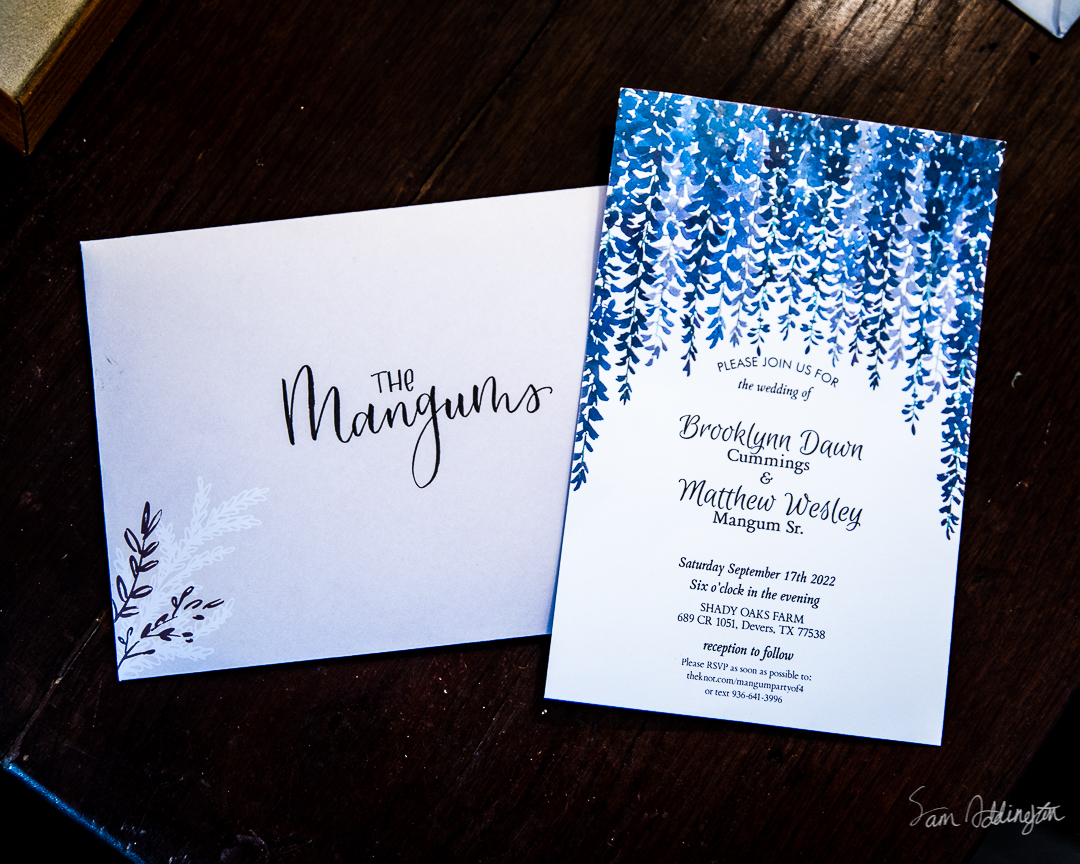 THE
Mangums
PLEASE JOIN US FOR
the wedding of
Brooklynn Dawn
Cummings
&
Matthew Wesley
Mangum Sr.
Saturday September 17th 2022
Six o'clock in the evening
SHADY OAKS FARM
689 CR 1051, Devers, TX 77538
reception to follow
Please RSVP as soon as possible to:
theknot.com/mangumpartyof4
or text 936-641-3996
Sam Addington